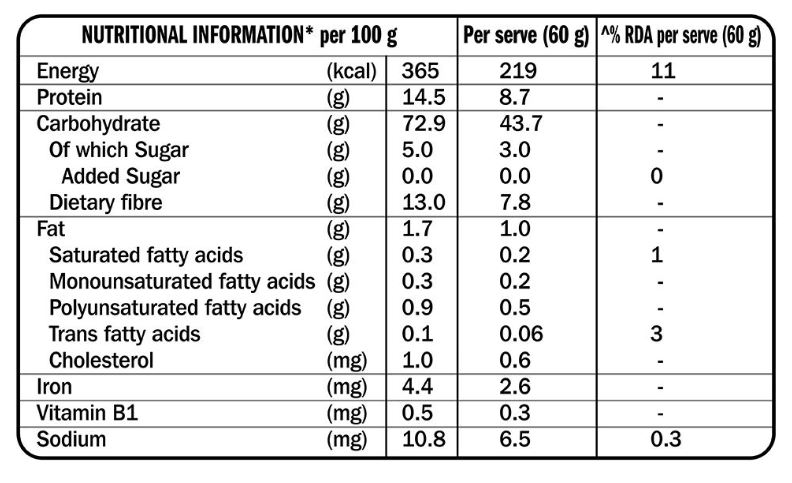 NUTRITIONAL INFORMATION* per 100 g Per serve (60 g) ^% RDA per serve (60 g)
Energy (kcal) 365 219 11
Protein (g) 14.5 8.7 -
Carbohydrate (g) 72.9 43.7 -
Of which Sugar (g) 5.0 3.0 -
Added Sugar (g) 0.0 0.0 0
Dietary fibre (g) 13.0 7.8 -
Fat (g) 1.7 1.0 -
Saturated fatty acids (g) 0.3 0.2 1
Monounsaturated fatty acids (g) 0.3 0.2 -
Polyunsaturated fatty acids (g) 0.9 0.5 -
Trans fatty acids (g) 0.1 0.06 3
Cholesterol (mg) 1.0 0.6 -
Iron (mg) 4.4 2.6 -
Vitamin B1 (mg) 0.5 0.3 -
Sodium (mg) 10.8 6.5 0.3